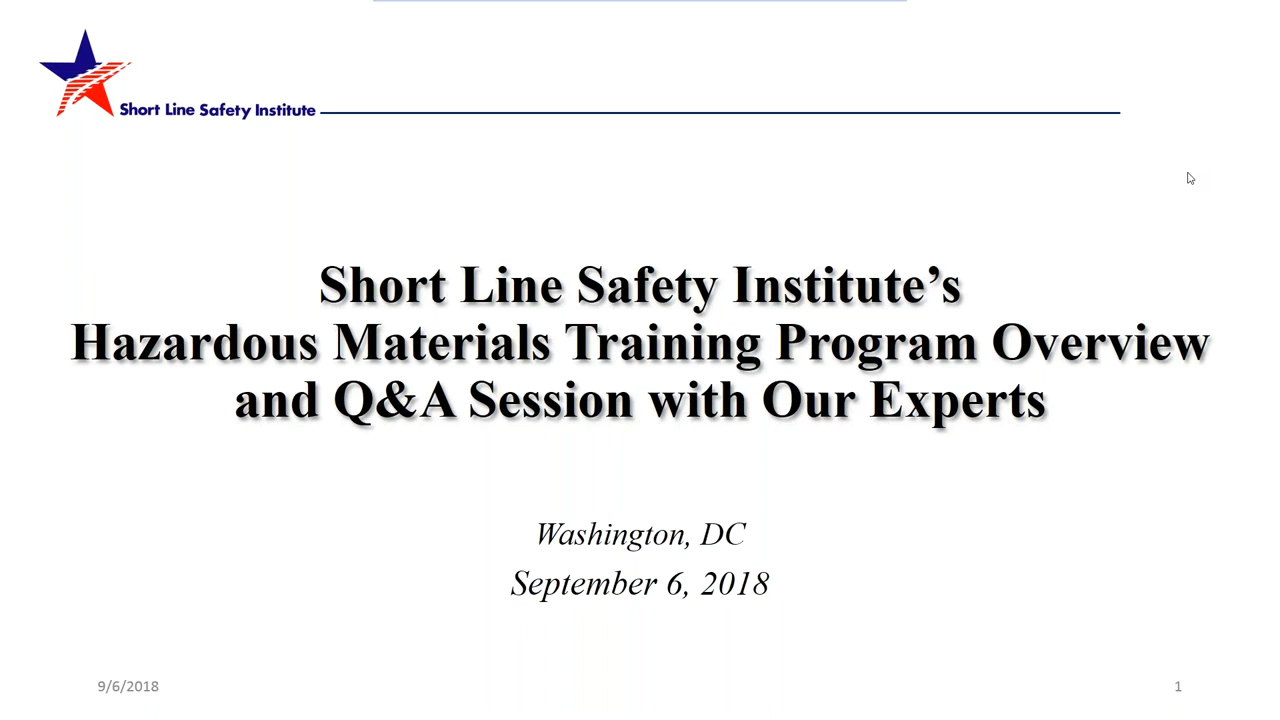 Short Line Safety Institute
Short Line Safety Institute’s
Hazardous Materials Training Program Overview
and Q&A Session with Our Experts
Washington, DC
September 6, 2018
9/6/2018
1